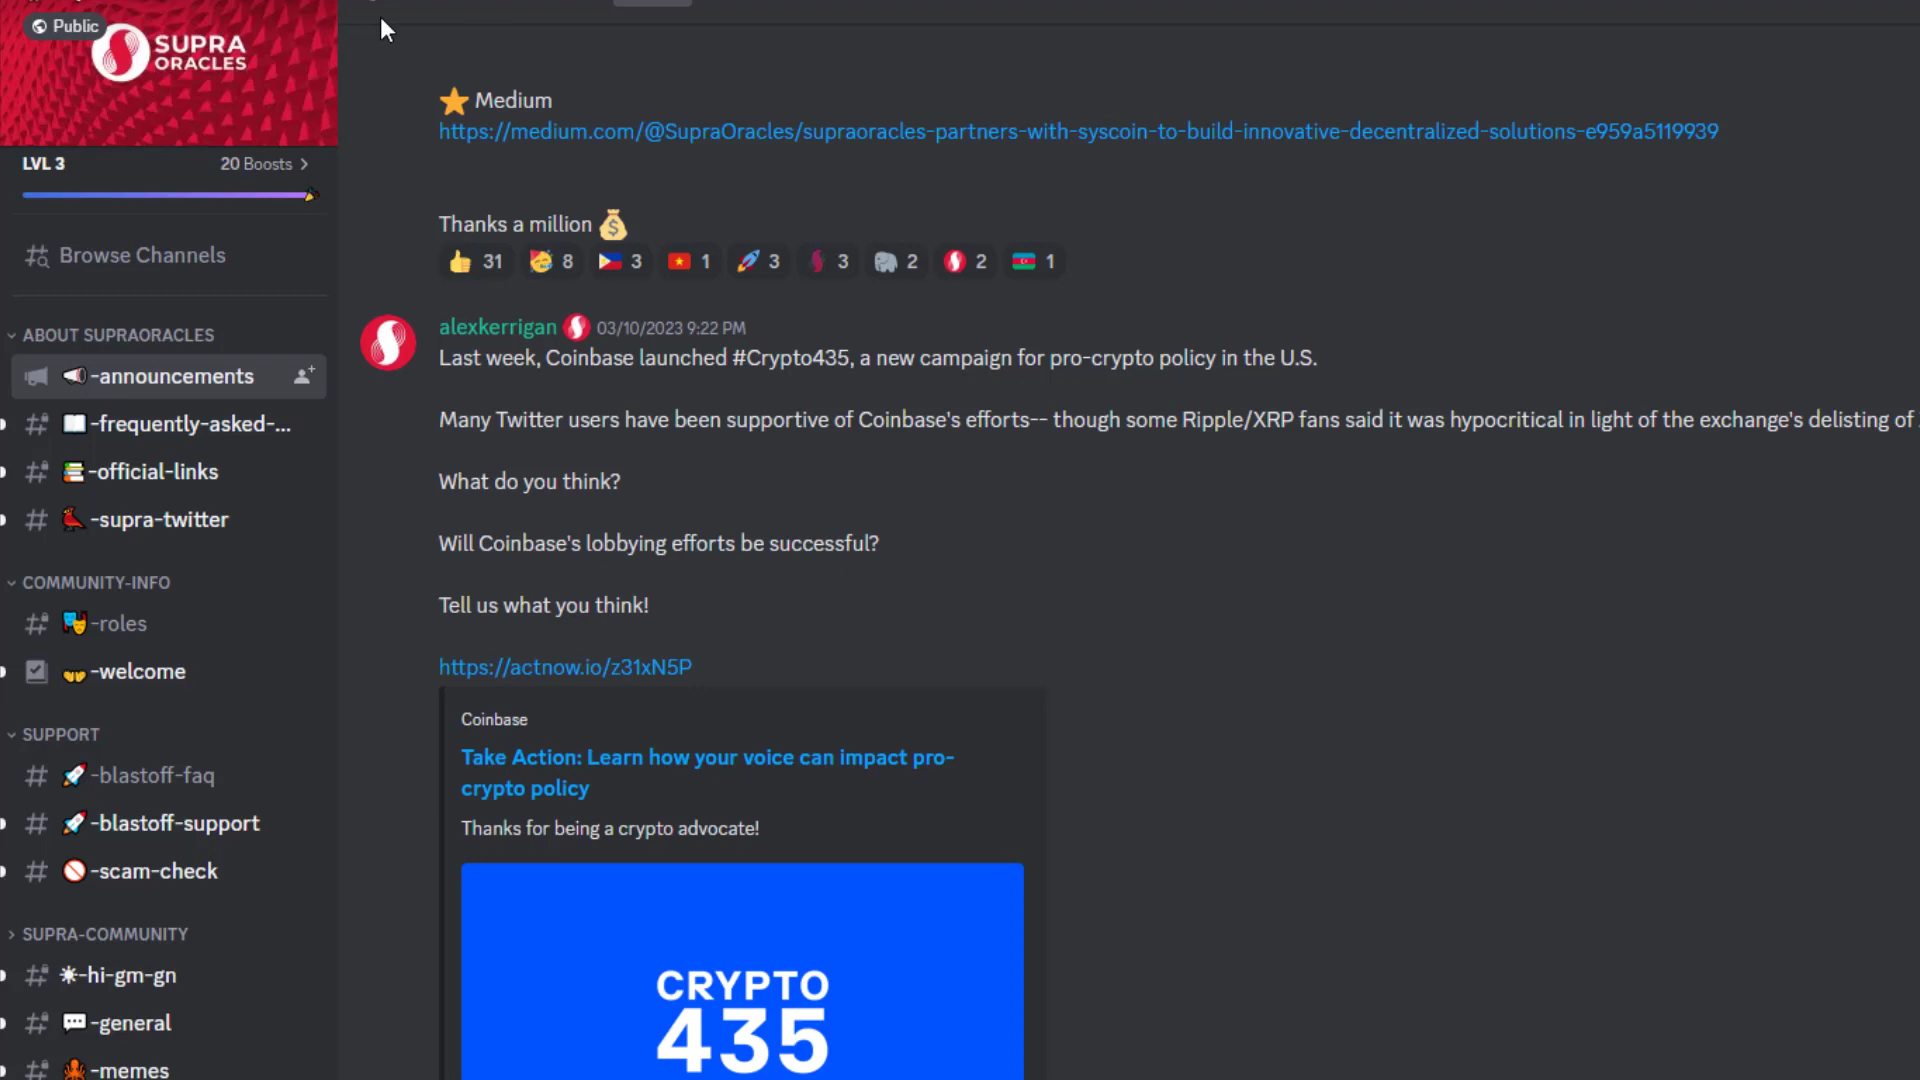 Public
SUPRA
ORACLES
LVL 3
20 Boosts
Browse Channels
ABOUT SUPRAORACLES
-announcements
-frequently-asked-...
-official-links
-supra-twitter
COMMUNITY-INFO
-roles
-welcome
SUPPORT
-blastoff-faq
-blastoff-support
-scam-check
SUPRA-COMMUNITY
-hi-gm-gn
-general
-memes
Medium
https://medium.com/@SupraOracles/supraoracles-partners-with-syscoin-to-build-innovative-decentralized-solutions-e959a5119939
Thanks a million
31 8 3 1 3 3 2 2 1
alexkerrigan 03/10/2023 9:22 PM
Last week, Coinbase launched #Crypto435, a new campaign for pro-crypto policy in the U.S.
Many Twitter users have been supportive of Coinbase's efforts-- though some Ripple/XRP fans said it was hypocritical in light of the exchange's delisting of
What do you think?
Will Coinbase's lobbying efforts be successful?
Tell us what you think!
https://actnow.io/z31xN5P
Coinbase
Take Action: Learn how your voice can impact pro-
crypto policy
Thanks for being a crypto advocate!
CRYPTO
435